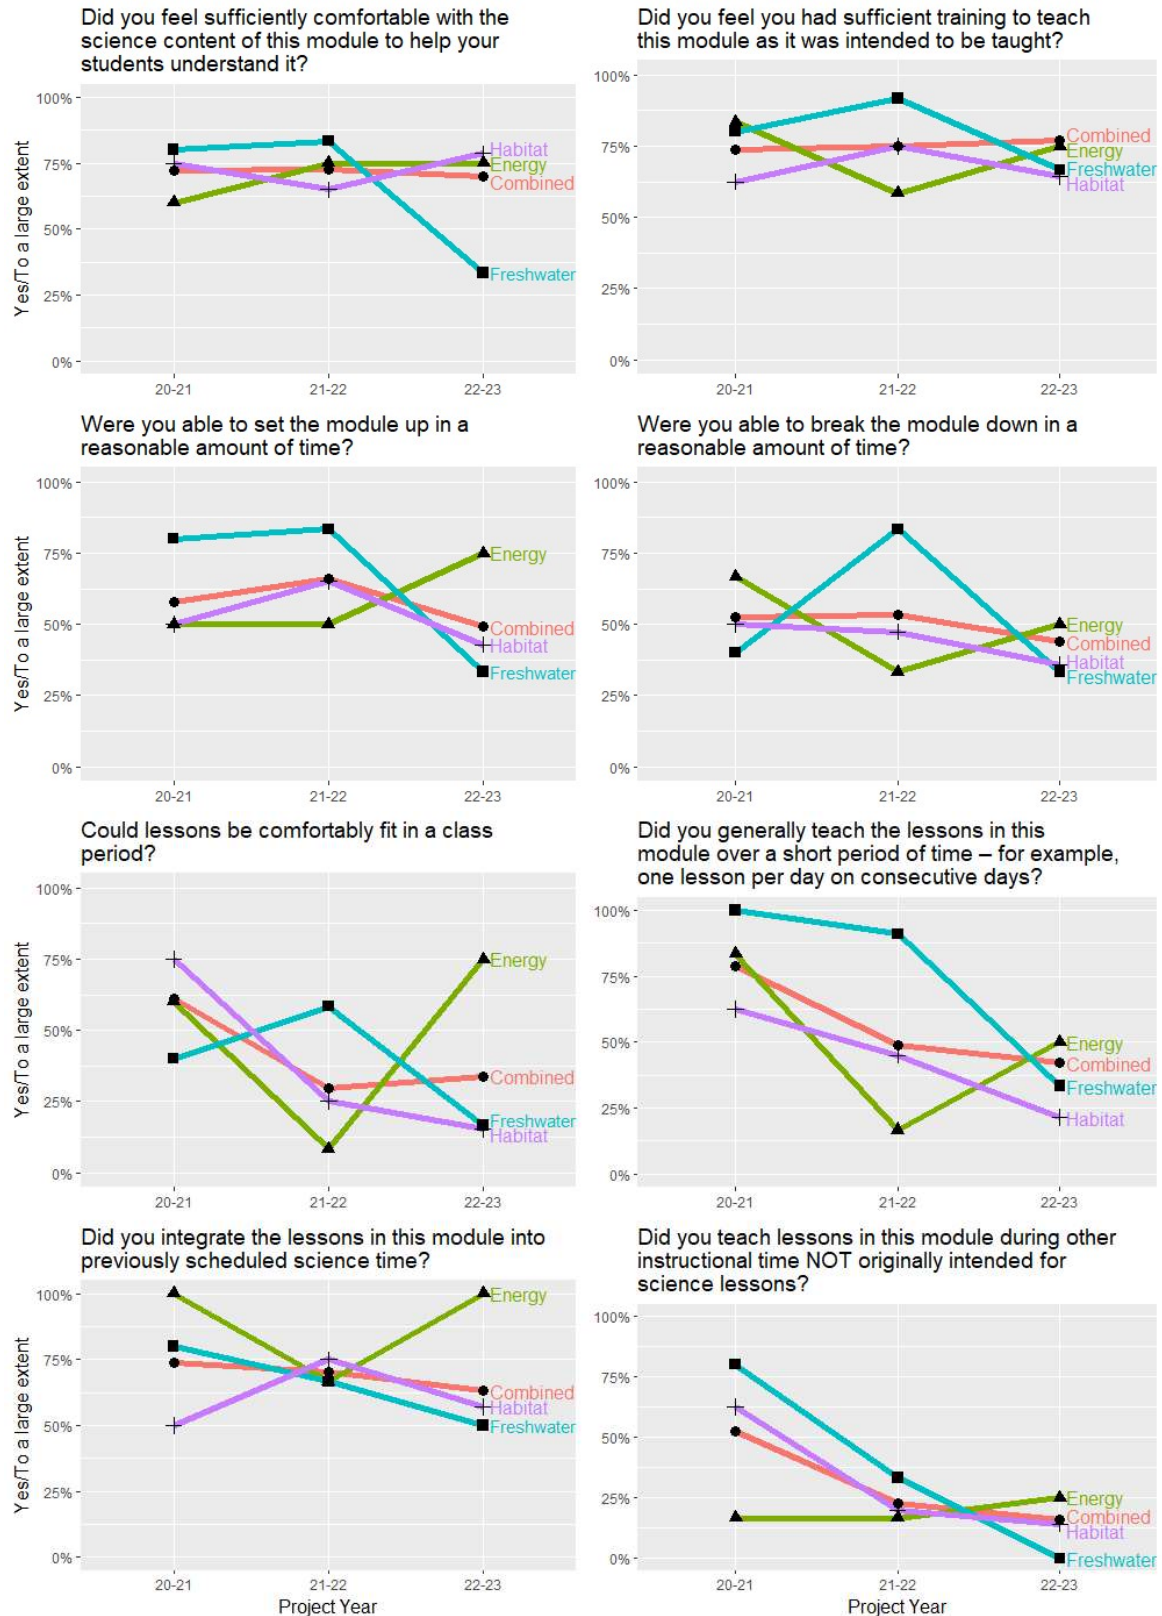 Did you feel sufficiently comfortable with the
science content of this module to help your
students understand it?
Yes/To a large extent
100%
75%
50%
25%
0%
Habitat
Energy
Combined
Freshwater
20-21
21-22
22-23
Did you feel you had sufficient training to teach
this module as it was intended to be taught?
100%
75%
50%
25%
0%
Combined
Energy
Freshwater
Habitat
20-21
21-22
22-23
Were you able to set the module up in a
reasonable amount of time?
Yes/To a large extent
100%
75%
50%
25%
0%
Energy
Combined
Habitat
Freshwater
20-21
21-22
22-23
Were you able to break the module down in a
reasonable amount of time?
100%
75%
50%
25%
0%
Energy
Combined
Habitat
Freshwater
20-21
21-22
22-23
Could lessons be comfortably fit in a class
period?
Yes/To a large extent
100%
75%
50%
25%
0%
Energy
Combined
Freshwater
Habitat
20-21
21-22
22-23
Did you generally teach the lessons in this
module over a short period of time – for example,
one lesson per day on consecutive days?
100%
75%
50%
25%
0%
Energy
Combined
Freshwater
Habitat
20-21
21-22
22-23
Did you integrate the lessons in this module into
previously scheduled science time?
Yes/To a large extent
100%
75%
50%
25%
0%
Energy
Combined
Habitat
Freshwater
20-21
21-22
22-23
Project Year
Did you teach lessons in this module during other
instructional time NOT originally intended for
science lessons?
100%
75%
50%
25%
0%
Energy
Combined
Habitat
Freshwater
20-21
21-22
22-23
Project Year